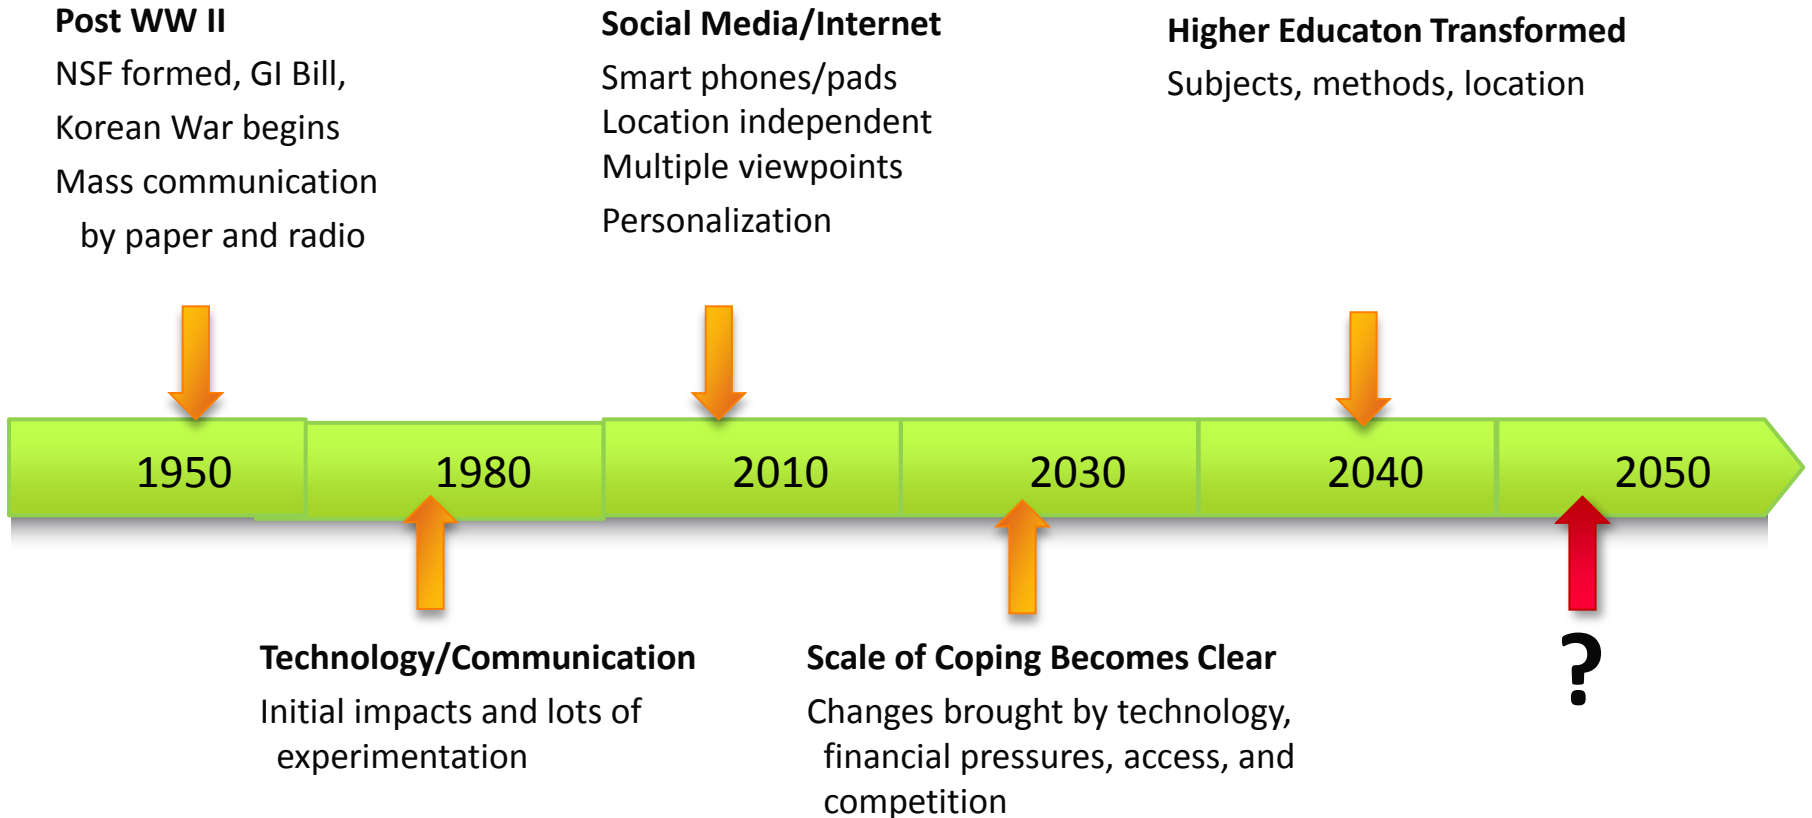 Post WW II
NSF formed, GI Bill,
Korean War begins
Mass communication
by paper and radio
Social Media/Internet
Smart phones/pads
Location independent
Multiple viewpoints
Personalization
Higher Educaton Transformed
Subjects, methods, location
1950
1980
2010
2030
2040
2050
Technology/Communication
Initial impacts and lots of
experimentation
Scale of Coping Becomes Clear
Changes brought by technology,
financial pressures, access, and
competition
?